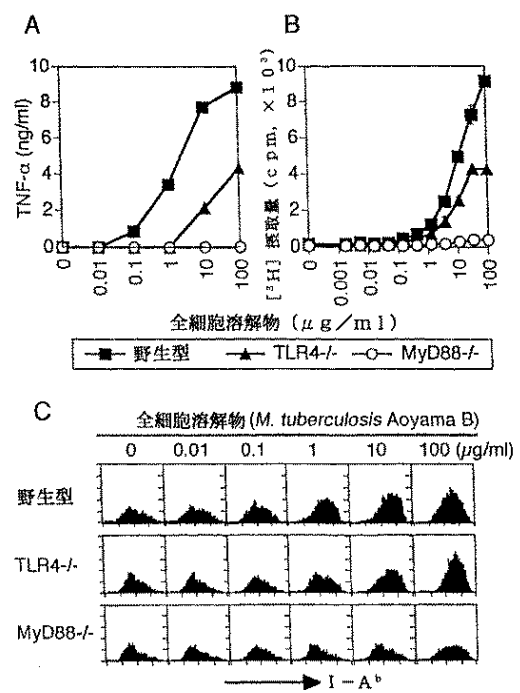 A
B
TNF-α (ng/ml)
10
8
6
4
2
0
0
0.01
0.1
1
10
100
[³H] 摂取量 (cpm, ×10³)
10
8
6
4
2
0
0
0.001
0.01
0.1
1
10
100
全細胞溶解物 (μg/ml)
野生型 TLR4-/- MyD88-/-
C
全細胞溶解物 (M. tuberculosis Aoyama B)
0 0.01 0.1 1 10 100 (μg/ml)
野生型
TLR4-/-
MyD88-/-
I-Aᵇ